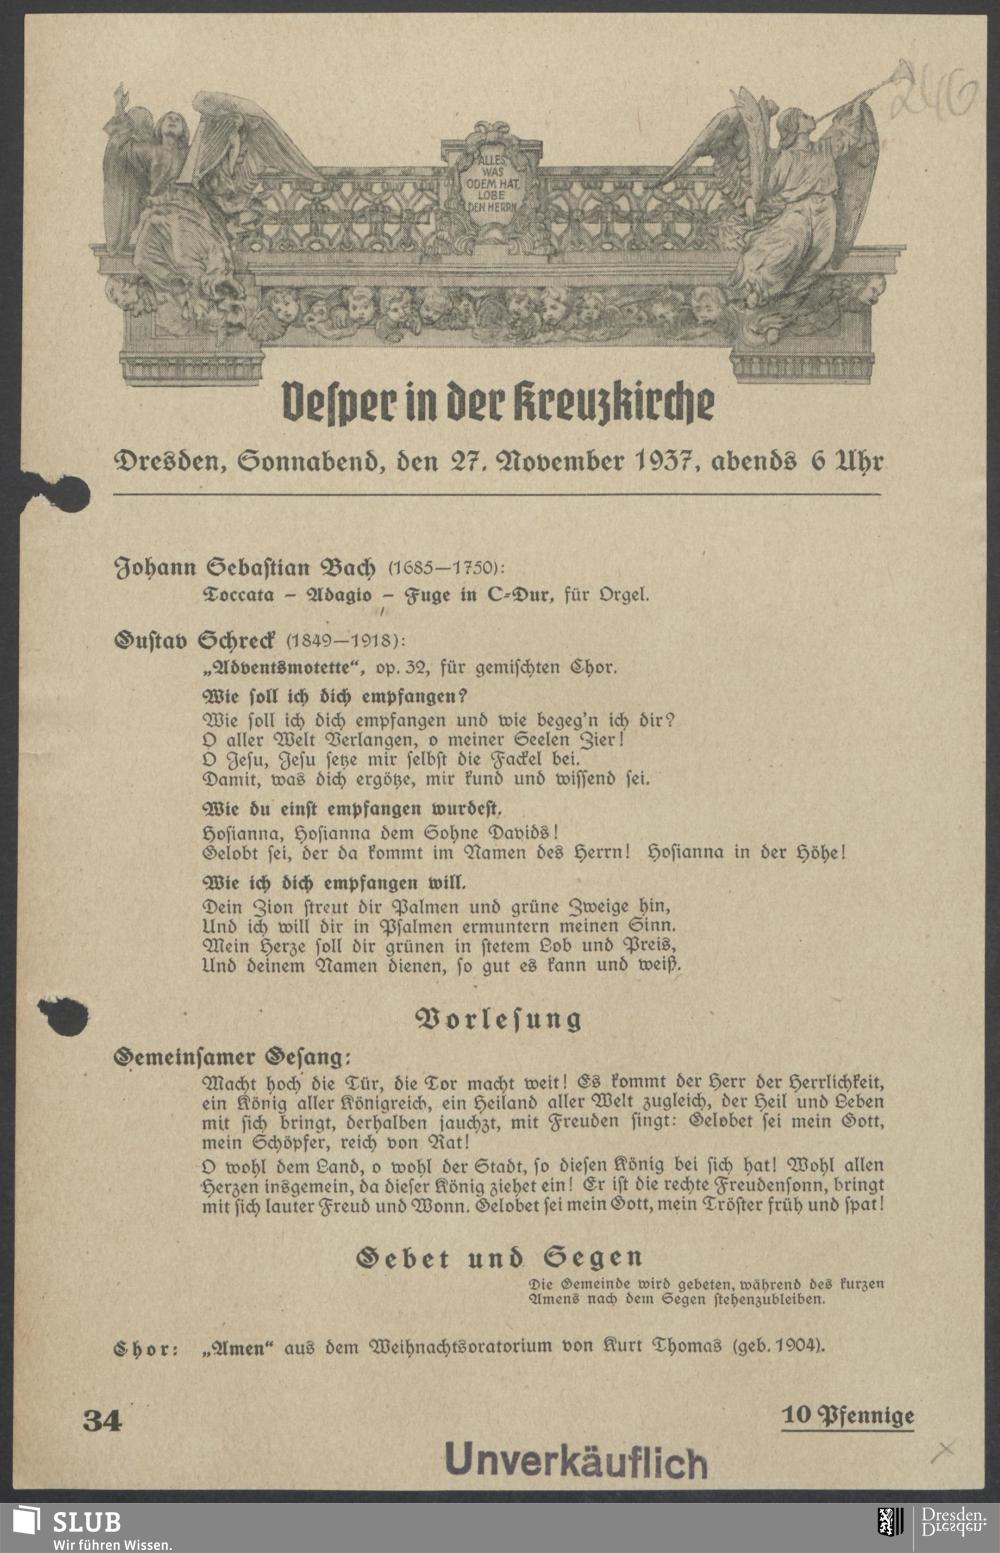 246
ALLES,
WAS
ODEM HAT,
LOBE
DEN HERRN
Vesper in der Kreuzkirche
Dresden, Sonnabend, den 27. November 1937, abends 6 Uhr
Johann Sebastian Bach (1685—1750):
Toccata – Adagio – Fuge in C-Dur, für Orgel.
Gustav Schreck (1849—1918):
„Adventsmotette“, op. 32, für gemischten Chor.
Wie soll ich dich empfangen?
Wie soll ich dich empfangen und wie begeg'n ich dir?
O aller Welt Verlangen, o meiner Seelen Zier!
O Jesu, Jesu setze mir selbst die Fackel bei.
Damit, was dich ergötze, mir kund und wissend sei.
Wie du einst empfangen wurdest.
Hosianna, Hosianna dem Sohne Davids!
Gelobt sei, der da kommt im Namen des Herrn! Hosianna in der Höhe!
Wie ich dich empfangen will.
Dein Zion streut dir Palmen und grüne Zweige hin,
Und ich will dir in Psalmen ermuntern meinen Sinn.
Mein Herze soll dir grünen in stetem Lob und Preis,
Und deinem Namen dienen, so gut es kann und weiß.
Vorlesung
Gemeinsamer Gesang:
Macht hoch die Tür, die Tor macht weit! Es kommt der Herr der Herrlichkeit,
ein König aller Königreich, ein Heiland aller Welt zugleich, der Heil und Leben
mit sich bringt, derhalben jauchzt, mit Freuden singt: Gelobet sei mein Gott,
mein Schöpfer, reich von Rat!
O wohl dem Land, o wohl der Stadt, so diesen König bei sich hat! Wohl allen
Herzen insgemein, da dieser König ziehet ein! Er ist die rechte Freudensonn, bringt
mit sich lauter Freud und Wonn. Gelobet sei mein Gott, mein Tröster früh und spat!
Gebet und Segen
Die Gemeinde wird gebeten, während des kurzen
Amens nach dem Segen stehenzubleiben.
Chor: „Amen“ aus dem Weihnachtsoratorium von Kurt Thomas (geb. 1904).
34
10 Pfennige
Unverkäuflich
SLUB
Wir führen Wissen.
Dresden.
Dresden.